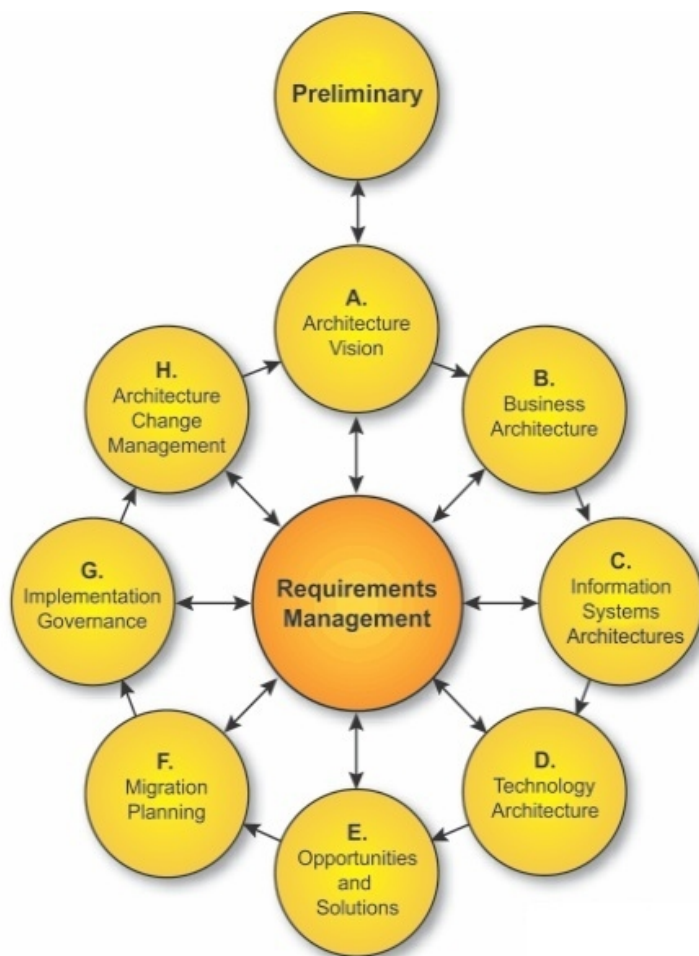 Preliminary
A.
Architecture
Vision
B.
Business
Architecture
C.
Information
Systems
Architectures
D.
Technology
Architecture
E.
Opportunities
and
Solutions
F.
Migration
Planning
G.
Implementation
Governance
H.
Architecture
Change
Management
Requirements
Management